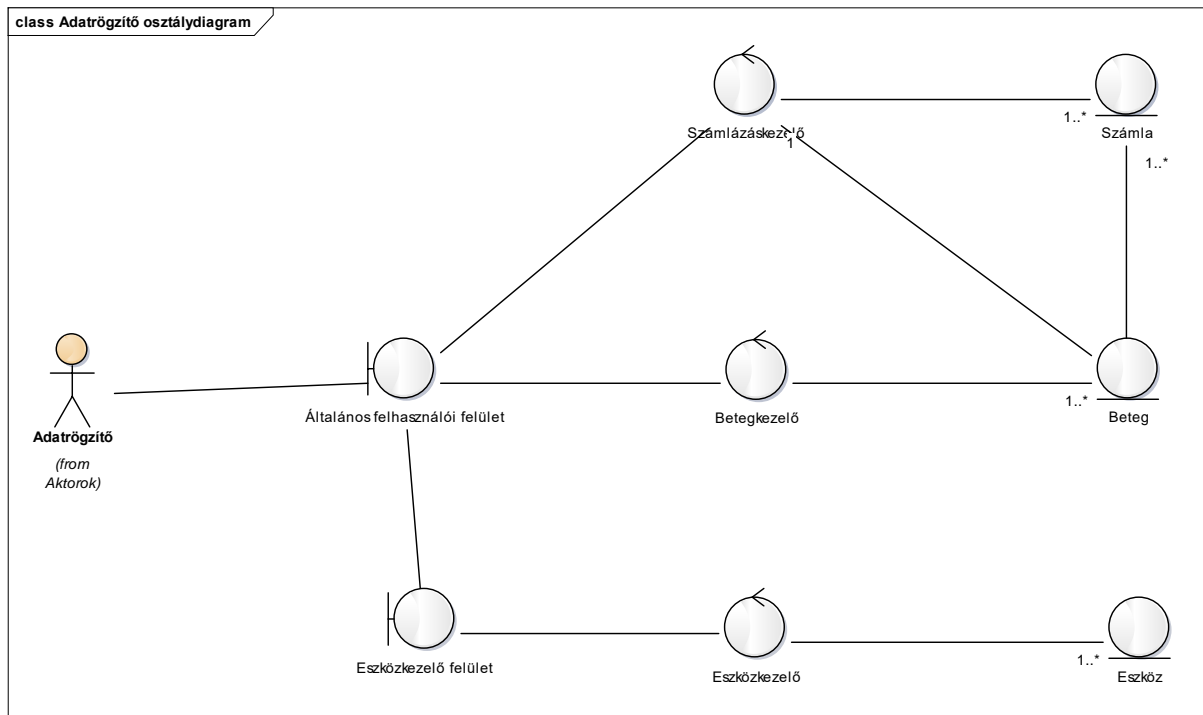 class Adatrögzítő osztálydiagram
Számlázáskezelő
1
1..*
Számla
1..*
Adatrögzítő
(from
Aktorok)
Általános felhasználói felület
Betegkezelő
1..*
Beteg
Eszközkezelő felület
Eszközkezelő
1..*
Eszköz